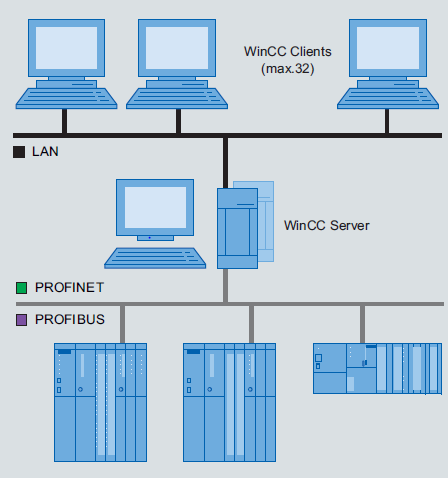 WinCC Clients
(max.32)
LAN
WinCC Server
PROFINET
PROFIBUS